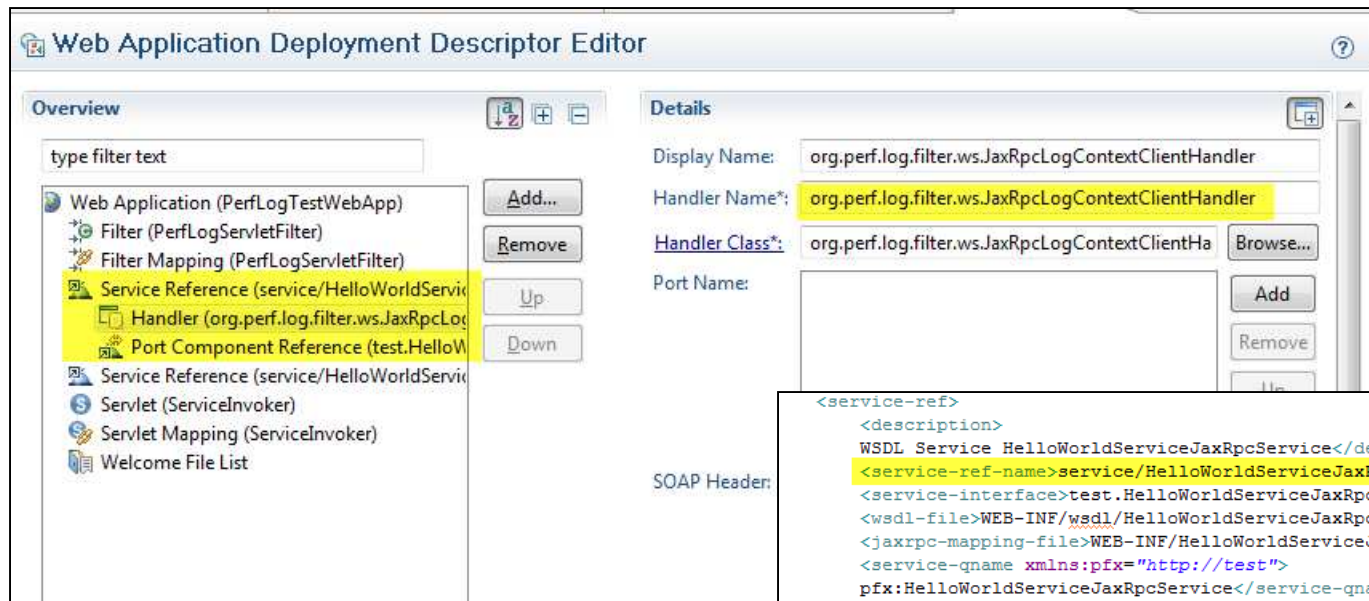 Web Application Deployment Descriptor Editor
Overview
type filter text
Web Application (PerfLogTestWebApp)
Filter (PerfLogServletFilter)
Filter Mapping (PerfLogServletFilter)
Service Reference (service/HelloWorldServic
Handler (org.perf.log.filter.ws.JaxRpcLog
Port Component Reference (test.HelloW
Service Reference (service/HelloWorldServic
Servlet (ServiceInvoker)
Servlet Mapping (ServiceInvoker)
Welcome File List
Add...
Remove
Up
Down
Details
Display Name: org.perf.log.filter.ws.JaxRpcLogContextClientHandler
Handler Name*: org.perf.log.filter.ws.JaxRpcLogContextClientHandler
Handler Class*: org.perf.log.filter.ws.JaxRpcLogContextClientHa Browse...
Port Name:
Add
Remove
Up
SOAP Header:
<service-ref>
<description>
WSDL Service HelloWorldServiceJaxRpcService</de
<service-ref-name>service/HelloWorldServiceJaxR
<service-interface>test.HelloWorldServiceJaxRpc
<wsdl-file>WEB-INF/wsdl/HelloWorldServiceJaxRpc
<jaxrpc-mapping-file>WEB-INF/HelloWorldServiceJ
<service-qname xmlns:pfx="http://test">
pfx:HelloWorldServiceJaxRpcService</service-qna